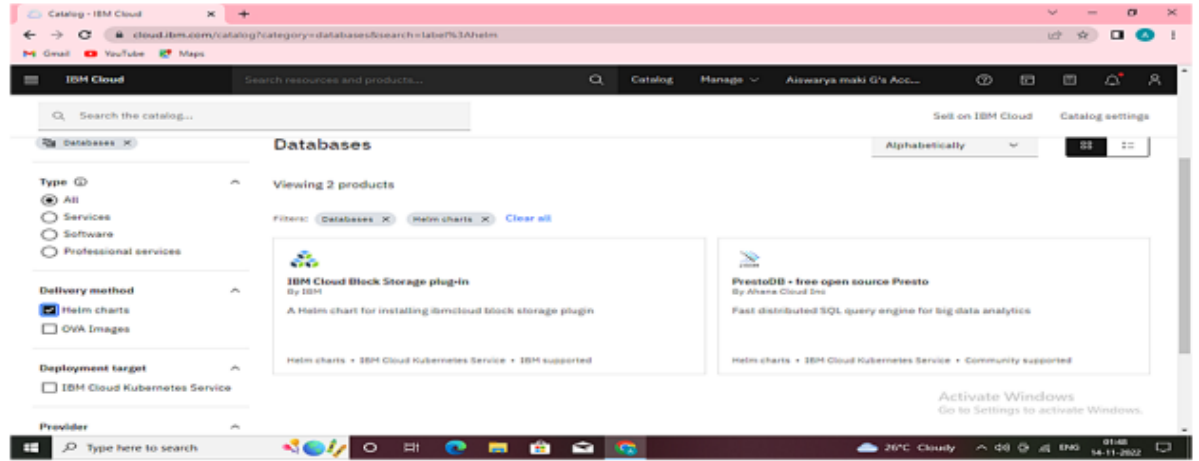 Catalog - IBM Cloud
cloud.ibm.com/catalog?category=databases&search=label%3Ahelm
Gmail YouTube Maps
IBM Cloud Search resources and products... Catalog Manage Aiswarya maki G's Acc...
Search the catalog... Sell on IBM Cloud Catalog settings
Databases Databases Alphabetically
Type
Viewing 2 products
All
Services
Filters: Databases Helm charts Clear all
Software
Professional services
IBM Cloud Block Storage plug-in PrestoDB - free open source Presto
By IBM By Ahana Cloud Inc
Delivery method
Helm charts A Helm chart for installing ibmcloud block storage plugin Fast distributed SQL query engine for big data analytics
OVA Images
Helm charts • IBM Cloud Kubernetes Service • IBM supported Helm charts • IBM Cloud Kubernetes Service • Community supported
Deployment target
IBM Cloud Kubernetes Service
Activate Windows
Go to Settings to activate Windows.
Provider
Type here to search 26°C Cloudy ENG 01:48
14-11-2022